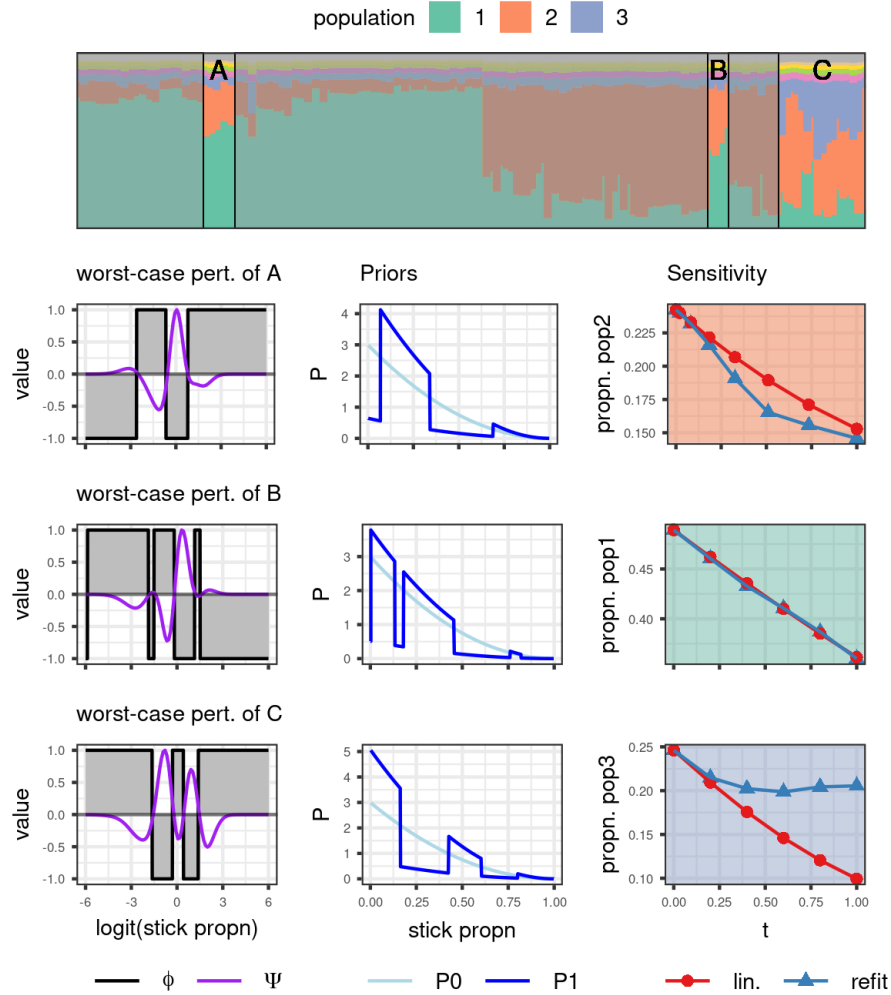 population 1 2 3
A B C
worst-case pert. of A Priors Sensitivity
value
1.0
0.5
0.0
-0.5
-1.0
P
4
3
2
1
0
propn. pop2
0.225
0.200
0.175
0.150
worst-case pert. of B
value
1.0
0.5
0.0
-0.5
-1.0
P
3
2
1
0
propn. pop1
0.45
0.40
worst-case pert. of C
value
1.0
0.5
0.0
-0.5
-1.0
P
5
4
3
2
1
0
propn. pop3
0.25
0.20
0.15
0.10
-6 -3 0 3 6 0.00 0.25 0.50 0.75 1.00 0.00 0.25 0.50 0.75 1.00
logit(stick propn) stick propn t
ϕ Ψ P0 P1 lin. refit